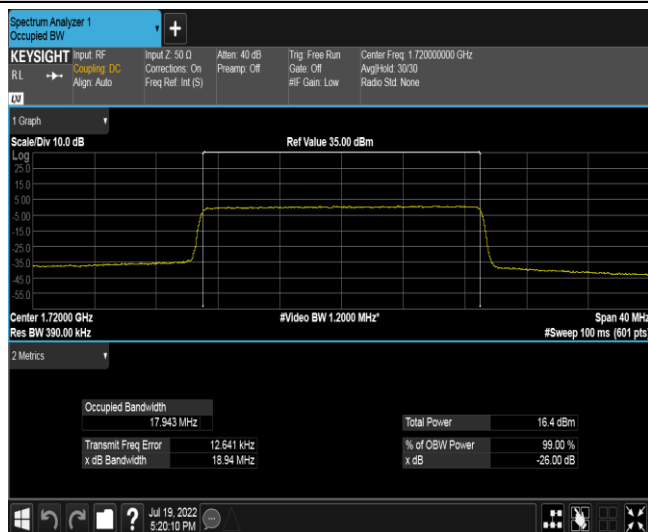 Spectrum Analyzer 1
Occupied BW
KEYSIGHT
Input: RF
Coupling: DC
Align: Auto
Input Z: 50 Ω
Corrections: On
Freq Ref: Int (S)
Atten: 40 dB
Preamp: Off
Trig: Free Run
Gate: Off
#IF Gain: Low
Center Freq: 1.720000000 GHz
Avg|Hold: 30/30
Radio Std: None
RL
LXI
1 Graph
Scale/Div 10.0 dB
Ref Value 35.00 dBm
Log
25.0
15.0
5.00
-5.00
-15.0
-25.0
-35.0
-45.0
-55.0
Center 1.72000 GHz
#Video BW 1.2000 MHz*
Span 40 MHz
Res BW 390.00 kHz
#Sweep 100 ms (601 pts)
2 Metrics
Occupied Bandwidth
17.943 MHz
Total Power 16.4 dBm
Transmit Freq Error 12.641 kHz
% of OBW Power 99.00 %
x dB Bandwidth 18.94 MHz
x dB -26.00 dB
?
Jul 19, 2022
5:20:10 PM